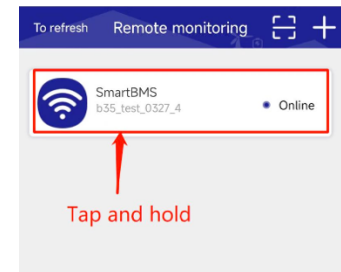 To refresh Remote monitoring
SmartBMS
b35_test_0327_4
Online
Tap and hold